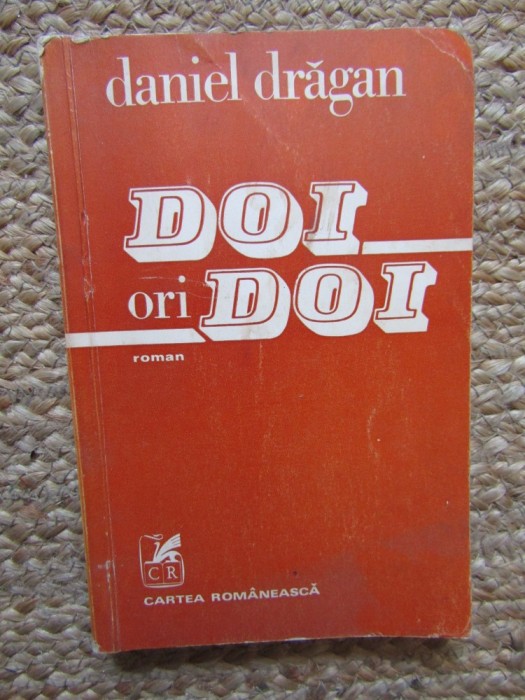 daniel drăgan
DOI
ori DOI
roman
CR
CARTEA ROMÂNEASCĂ